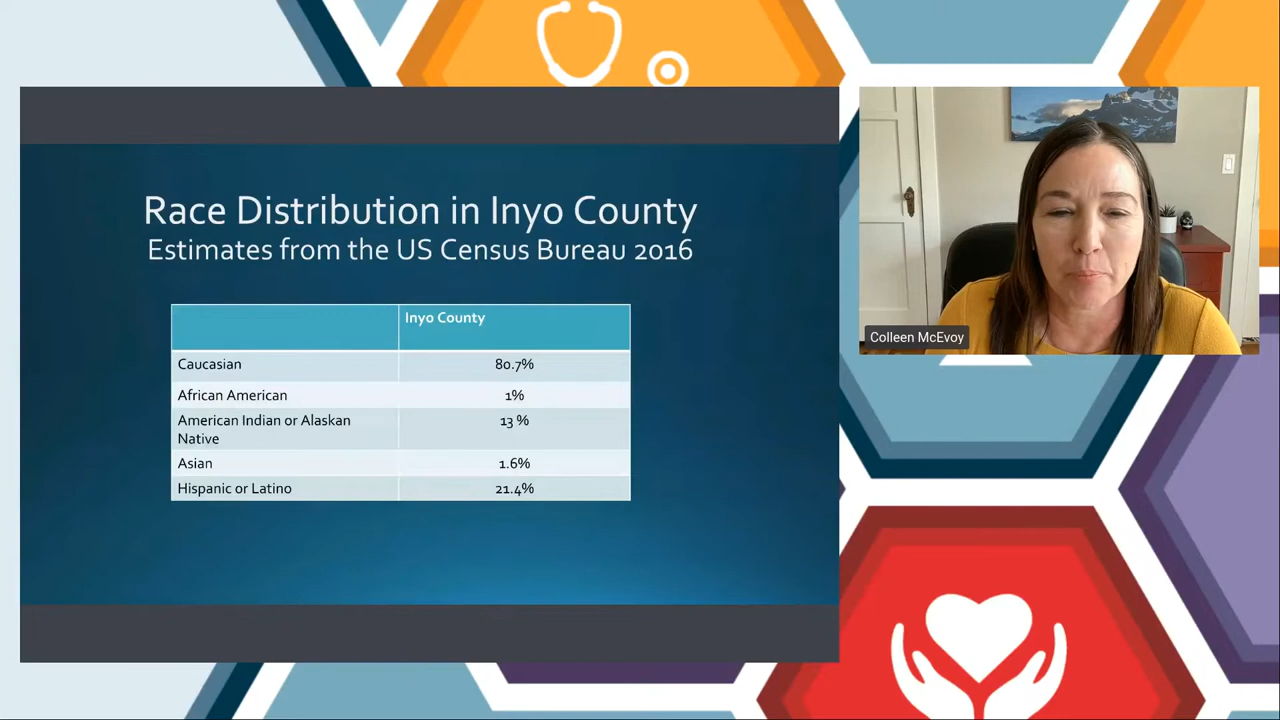 Race Distribution in Inyo County
Estimates from the US Census Bureau 2016
Inyo County
Caucasian 80.7%
African American 1%
American Indian or Alaskan
Native 13 %
Asian 1.6%
Hispanic or Latino 21.4%
Colleen McEvoy